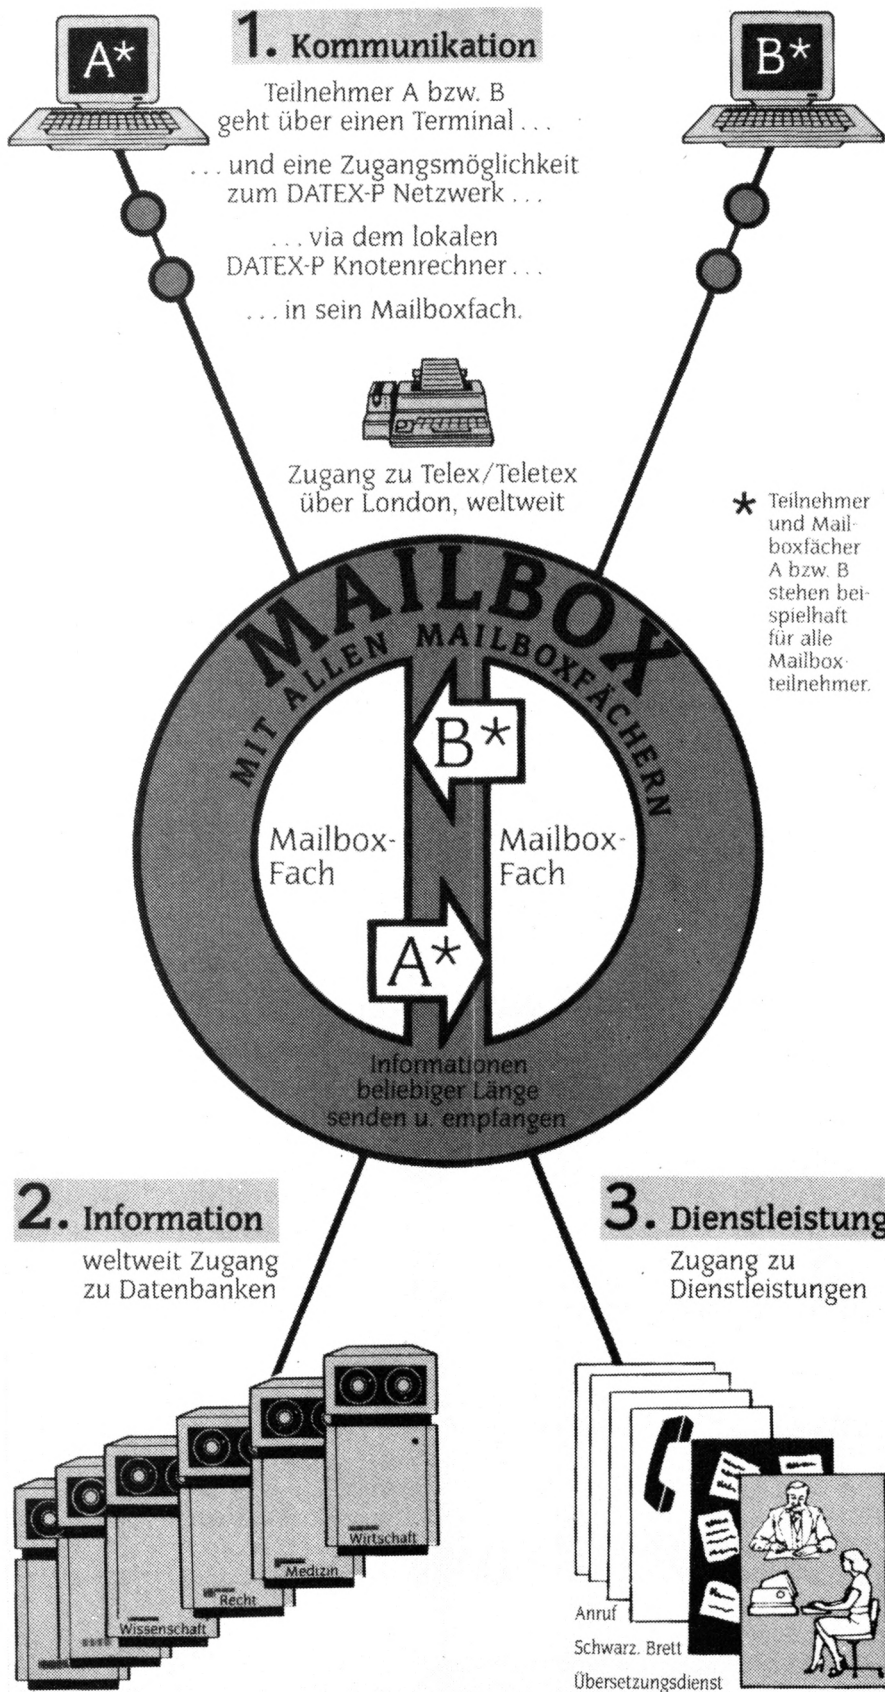 A*
1. Kommunikation
B*
Teilnehmer A bzw. B
geht über einen Terminal . . .
. . . und eine Zugangsmöglichkeit
zum DATEX-P Netzwerk . . .
. . . via dem lokalen
DATEX-P Knotenrechner . . .
. . . in sein Mailboxfach.
Zugang zu Telex/Teletex
über London, weltweit
* Teilnehmer
und Mail-
boxfächer
A bzw. B
stehen bei-
spielhaft
für alle
Mailbox-
teilnehmer.
MAILBOX
MIT ALLEN MAILBOXFÄCHERN
B*
Mailbox-
Fach
Mailbox-
Fach
A*
Informationen
beliebiger Länge
senden u. empfangen
2. Information
weltweit Zugang
zu Datenbanken
Wirtschaft
Medizin
Recht
Wissenschaft
3. Dienstleistung
Zugang zu
Dienstleistungen
Anruf
Schwarz. Brett
Übersetzungsdienst